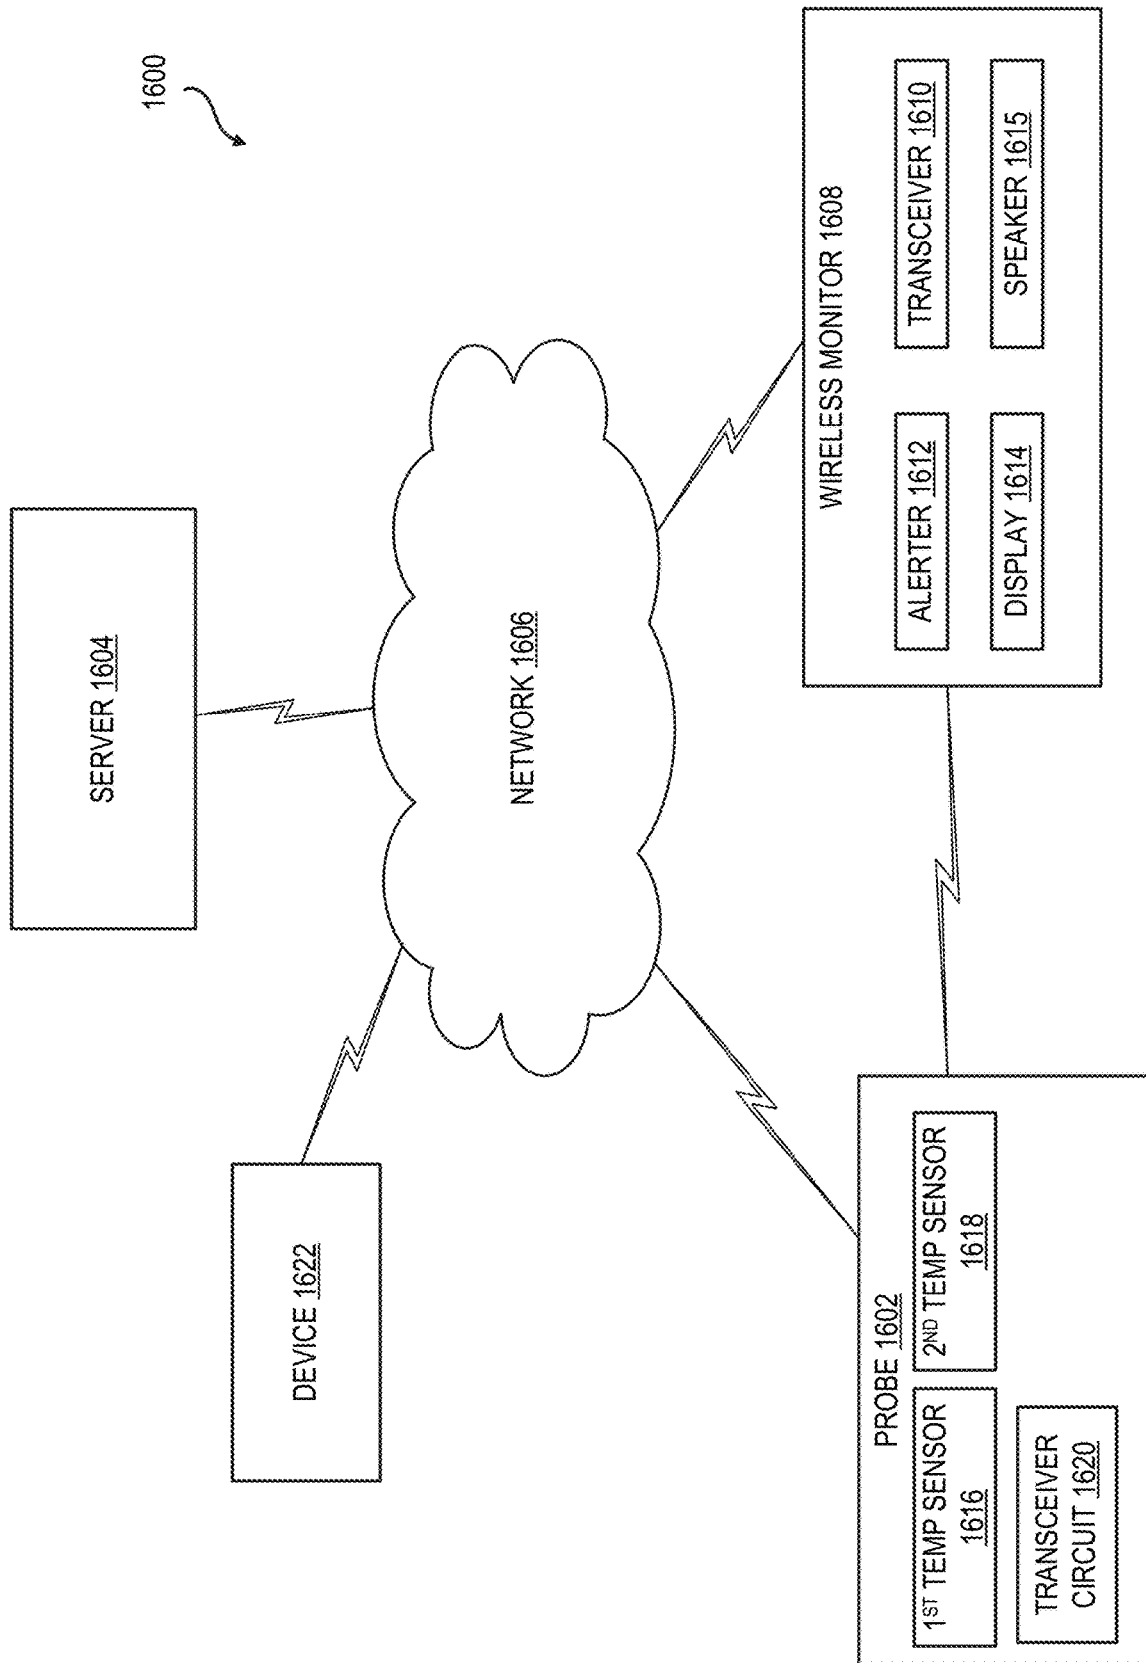 1600
SERVER 1604
DEVICE 1622
NETWORK 1606
PROBE 1602
1ST TEMP SENSOR
1616
2ND TEMP SENSOR
1618
TRANSCEIVER
CIRCUIT 1620
WIRELESS MONITOR 1608
ALERTER 1612
TRANSCEIVER 1610
DISPLAY 1614
SPEAKER 1615